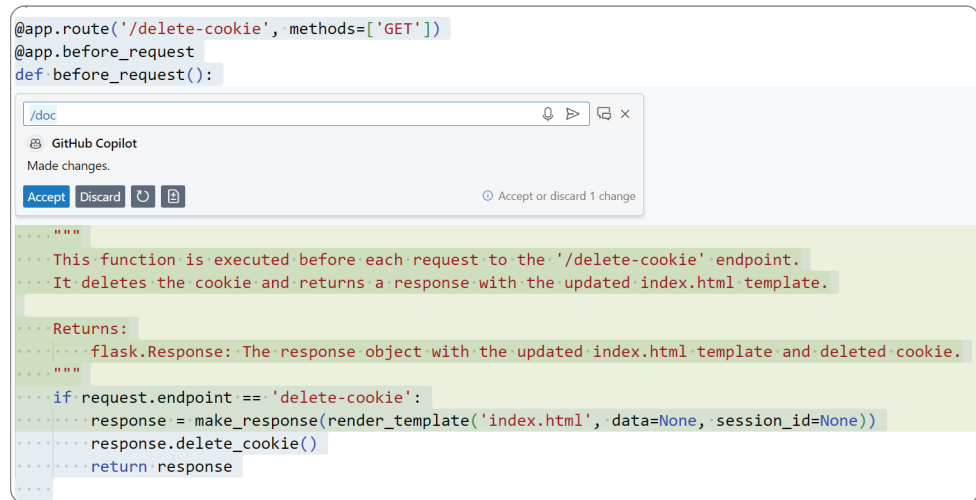 @app.route('/delete-cookie', methods=['GET'])
@app.before_request
def before_request():
/doc
GitHub Copilot
Made changes.
Accept Discard
Accept or discard 1 change
"""
This function is executed before each request to the '/delete-cookie' endpoint.
It deletes the cookie and returns a response with the updated index.html template.
Returns:
flask.Response: The response object with the updated index.html template and deleted cookie.
"""
if request.endpoint == 'delete-cookie':
response = make_response(render_template('index.html', data=None, session_id=None))
response.delete_cookie()
return response